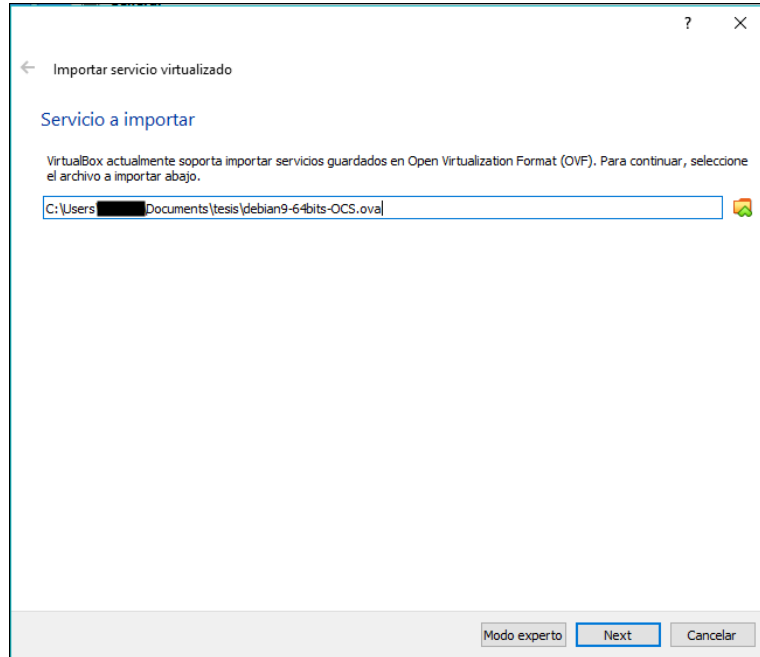 ?
Importar servicio virtualizado
Servicio a importar
VirtualBox actualmente soporta importar servicios guardados en Open Virtualization Format (OVF). Para continuar, seleccione
el archivo a importar abajo.
C:\Users Documents\tesis\debian9-64bits-OCS.ova
Modo experto Next Cancelar